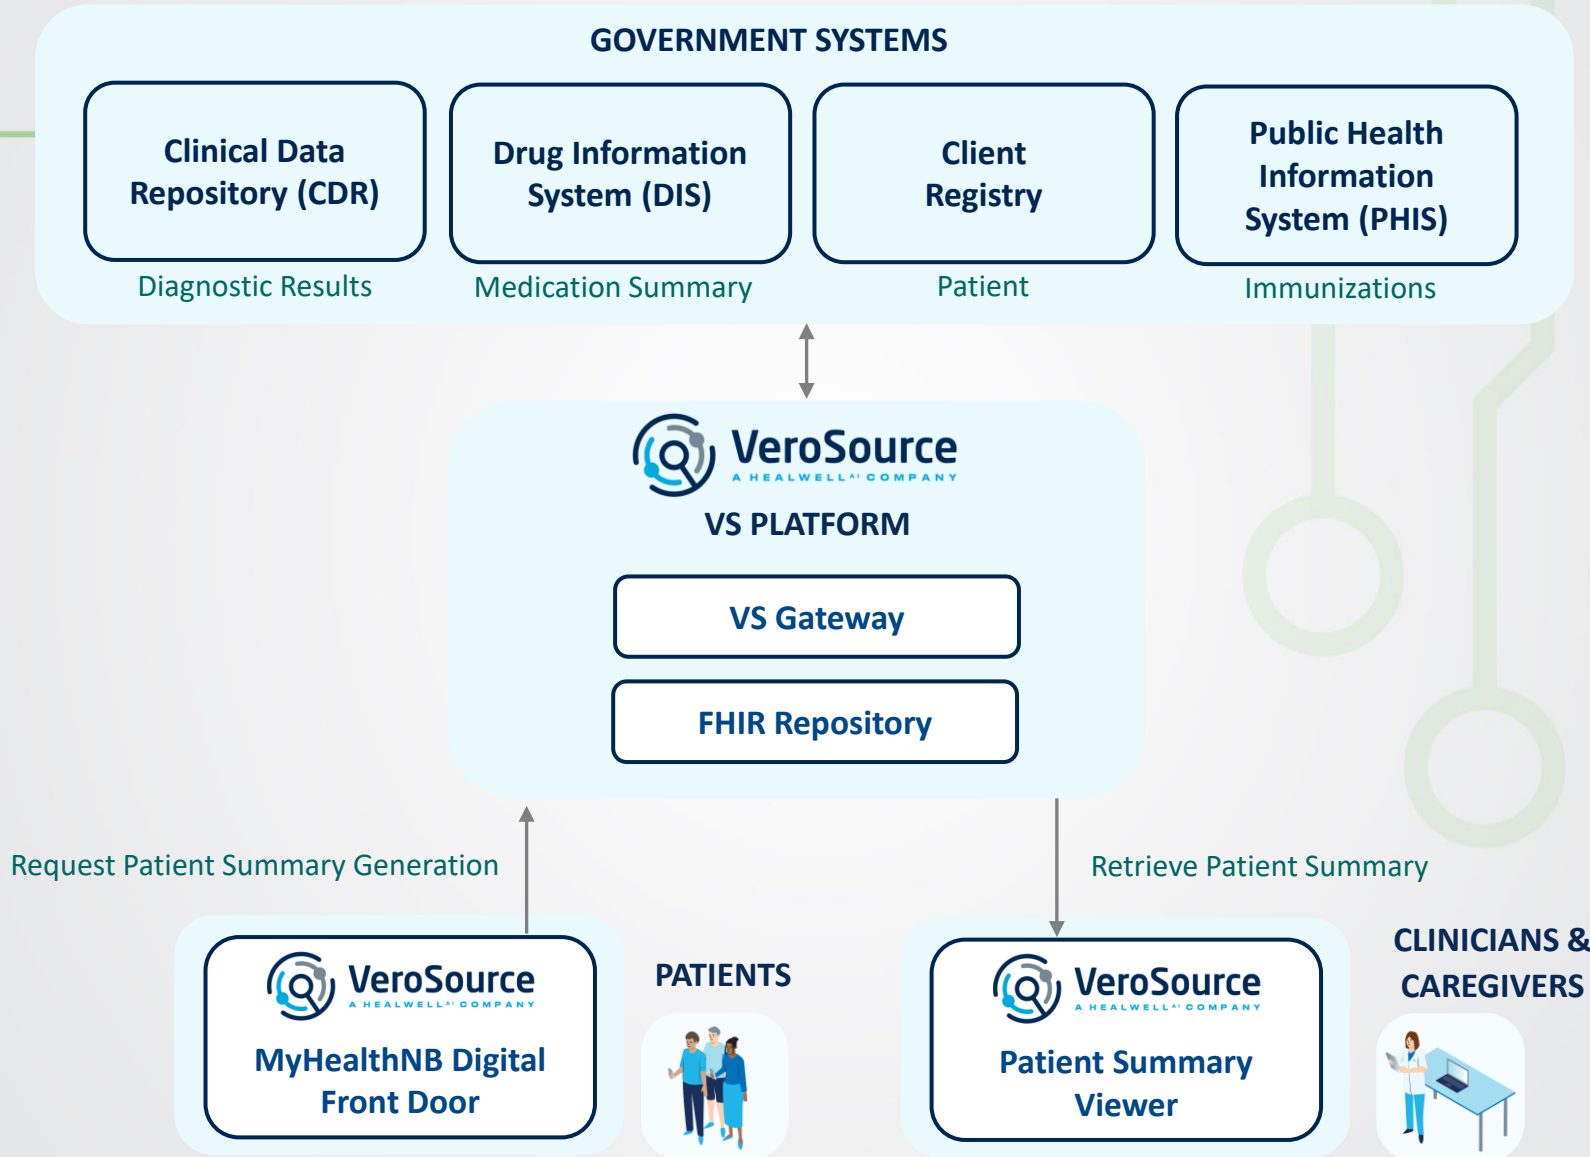 GOVERNMENT SYSTEMS
Clinical Data
Repository (CDR)
Drug Information
System (DIS)
Client
Registry
Public Health
Information
System (PHIS)
Diagnostic Results
Medication Summary
Patient
Immunizations
VeroSource
A HEALWELL AI COMPANY
VS PLATFORM
VS Gateway
FHIR Repository
Request Patient Summary Generation
Retrieve Patient Summary
VeroSource
A HEALWELL AI COMPANY
MyHealthNB Digital
Front Door
PATIENTS
VeroSource
A HEALWELL AI COMPANY
Patient Summary
Viewer
CLINICIANS &
CAREGIVERS